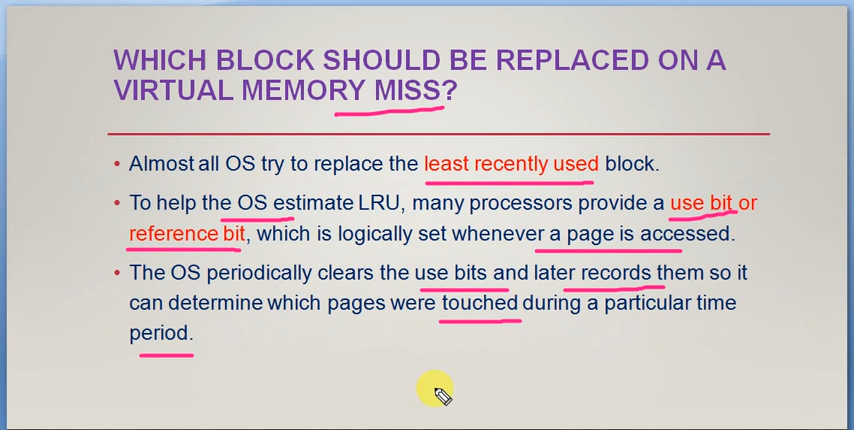 WHICH BLOCK SHOULD BE REPLACED ON A
VIRTUAL MEMORY MISS?
• Almost all OS try to replace the least recently used block.
• To help the OS estimate LRU, many processors provide a use bit or
reference bit, which is logically set whenever a page is accessed.
• The OS periodically clears the use bits and later records them so it
can determine which pages were touched during a particular time
period.